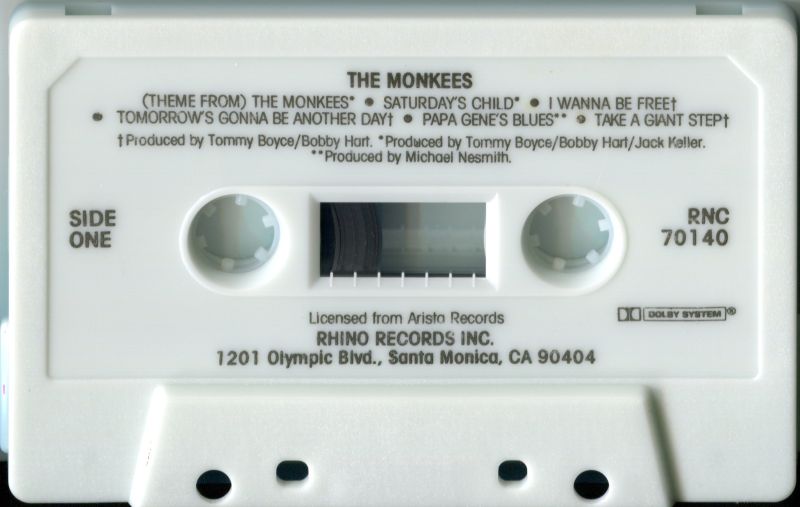 THE MONKEES
(THEME FROM) THE MONKEES* • SATURDAY'S CHILD* • I WANNA BE FREE†
• TOMORROW'S GONNA BE ANOTHER DAY† • PAPA GENE'S BLUES** • TAKE A GIANT STEP†
†Produced by Tommy Boyce/Bobby Hart. *Produced by Tommy Boyce/Bobby Hart/Jack Keller.
**Produced by Michael Nesmith.
SIDE
ONE
RNC
70140
Licensed from Arista Records
DOLBY SYSTEM®
RHINO RECORDS INC.
1201 Olympic Blvd., Santa Monica, CA 90404